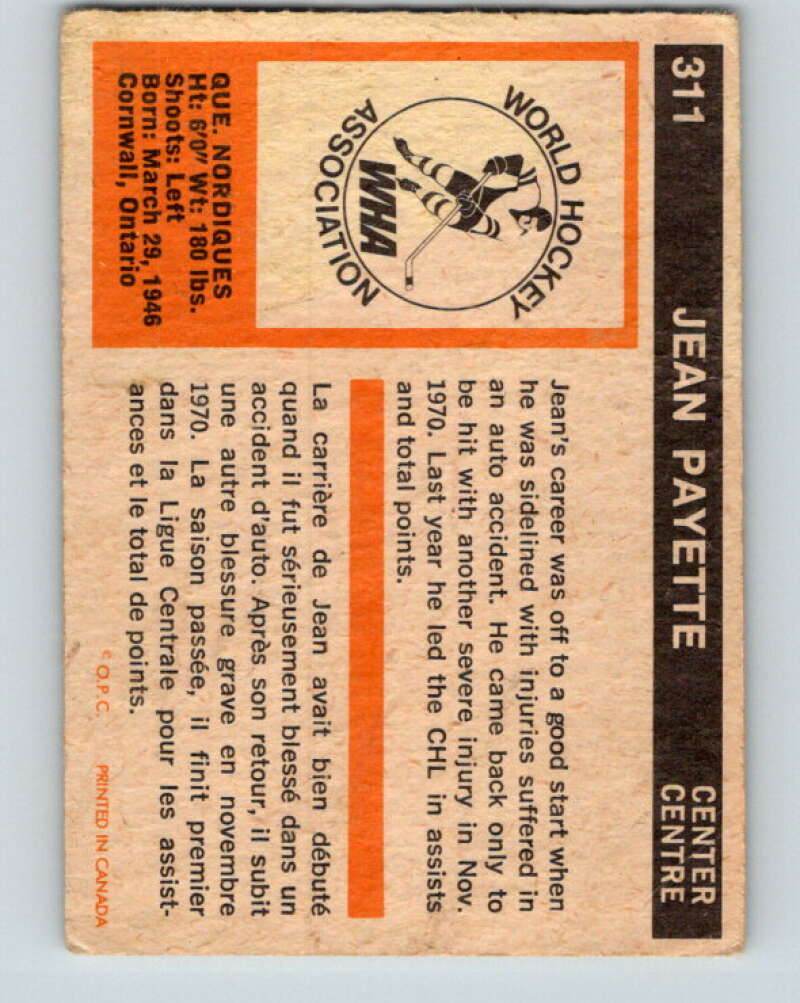 311 JEAN PAYETTE
CENTER
CENTRE
WORLD HOCKEY
ASSOCIATION
WHA
QUE. NORDIQUES
Ht: 6'0" Wt: 180 lbs.
Shoots: Left
Born: March 29, 1946
Cornwall, Ontario
Jean's career was off to a good start when
he was sidelined with injuries suffered in
an auto accident. He came back only to
be hit with another severe injury in Nov.
1970. Last year he led the CHL in assists
and total points.
La carrière de Jean avait bien débuté
quand il fut sérieusement blessé dans un
accident d'auto. Après son retour, il subit
une autre blessure grave en novembre
1970. La saison passée, il finit premier
dans la Ligue Centrale pour les assist-
ances et le total de points.
© O.P.C. PRINTED IN CANADA